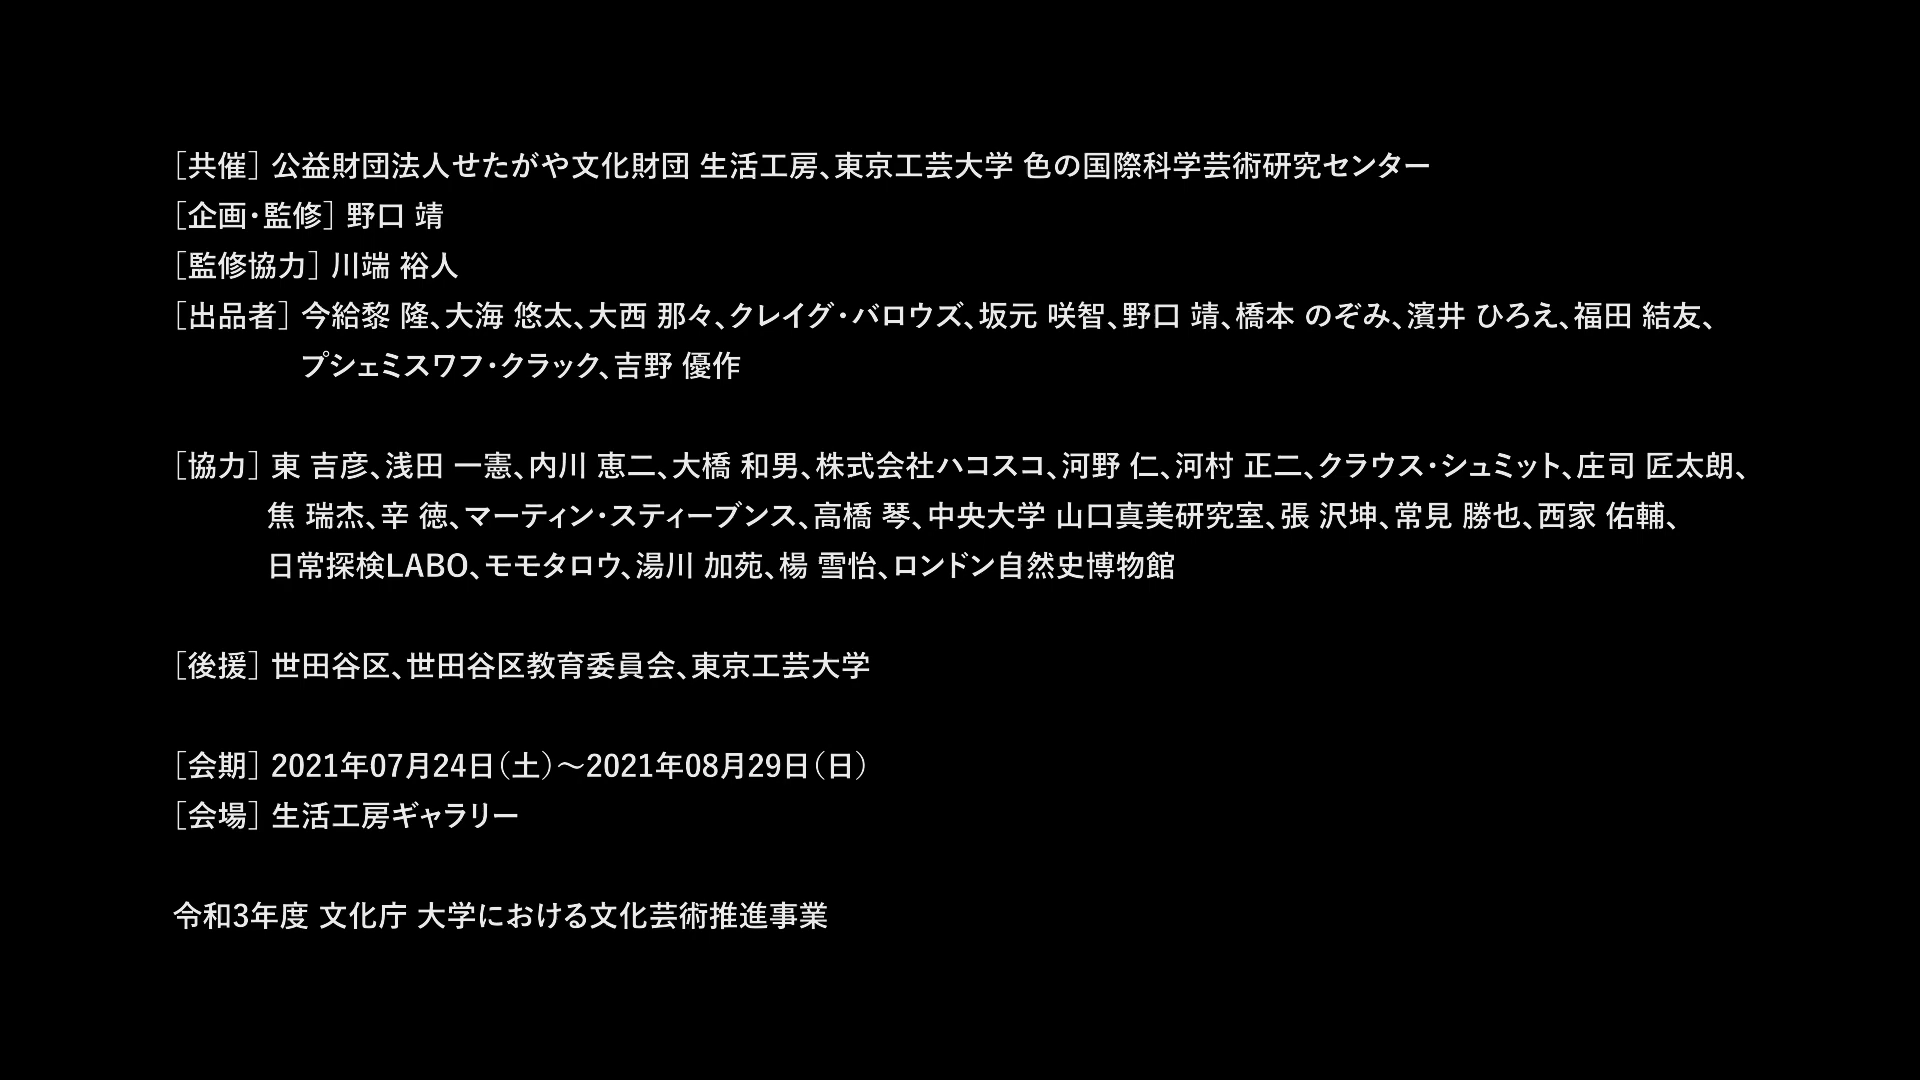 [共催] 公益財団法人せたがや文化財団 生活工房、東京工芸大学 色の国際科学芸術研究センター
[企画・監修] 野口 靖
[監修協力] 川端 裕人
[出品者] 今給黎 隆、大海 悠太、大西 那々、クレイグ・バロウズ、坂元 咲智、野口 靖、橋本 のぞみ、濱井 ひろえ、福田 結友、
プシェミスワフ・クラック、吉野 優作
[協力] 東 吉彦、浅田 一憲、内川 恵二、大橋 和男、株式会社ハコスコ、河野 仁、河村 正二、クラウス・シュミット、庄司 匠太朗、
焦 瑞杰、辛 徳、マーティン・スティーブンス、高橋 琴、中央大学 山口真美研究室、張 沢坤、常見 勝也、西家 佑輔、
日常探検LABO、モモタロウ、湯川 加苑、楊 雪怡、ロンドン自然史博物館
[後援] 世田谷区、世田谷区教育委員会、東京工芸大学
[会期] 2021年07月24日(土)〜2021年08月29日(日)
[会場] 生活工房ギャラリー
令和3年度 文化庁 大学における文化芸術推進事業